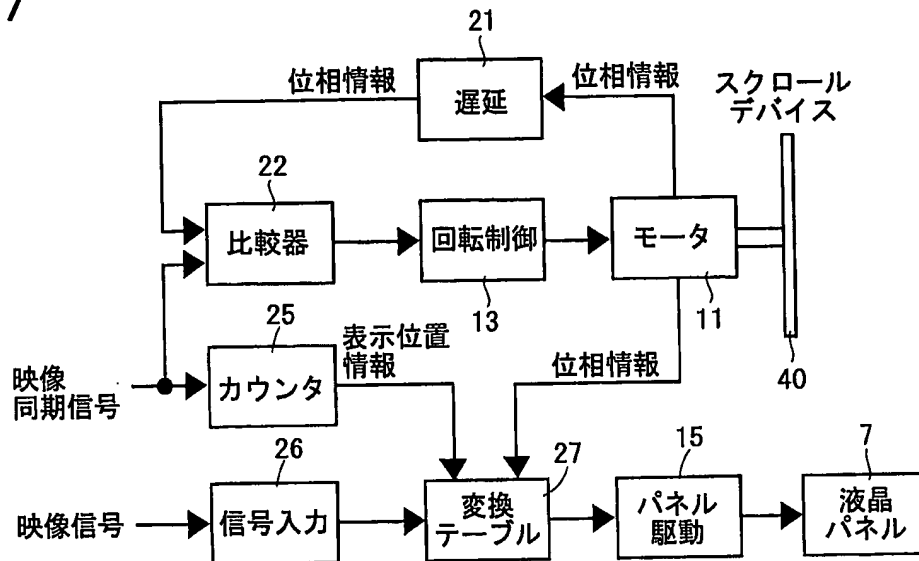 7
21
位相情報
遅延
位相情報
スクロール
デバイス
22
比較器
回転制御
モータ
13
11
40
25
表示位置
情報
位相情報
映像
同期信号
カウンタ
26
27
15
7
映像信号
信号入力
変換
テーブル
パネル
駆動
液晶
パネル